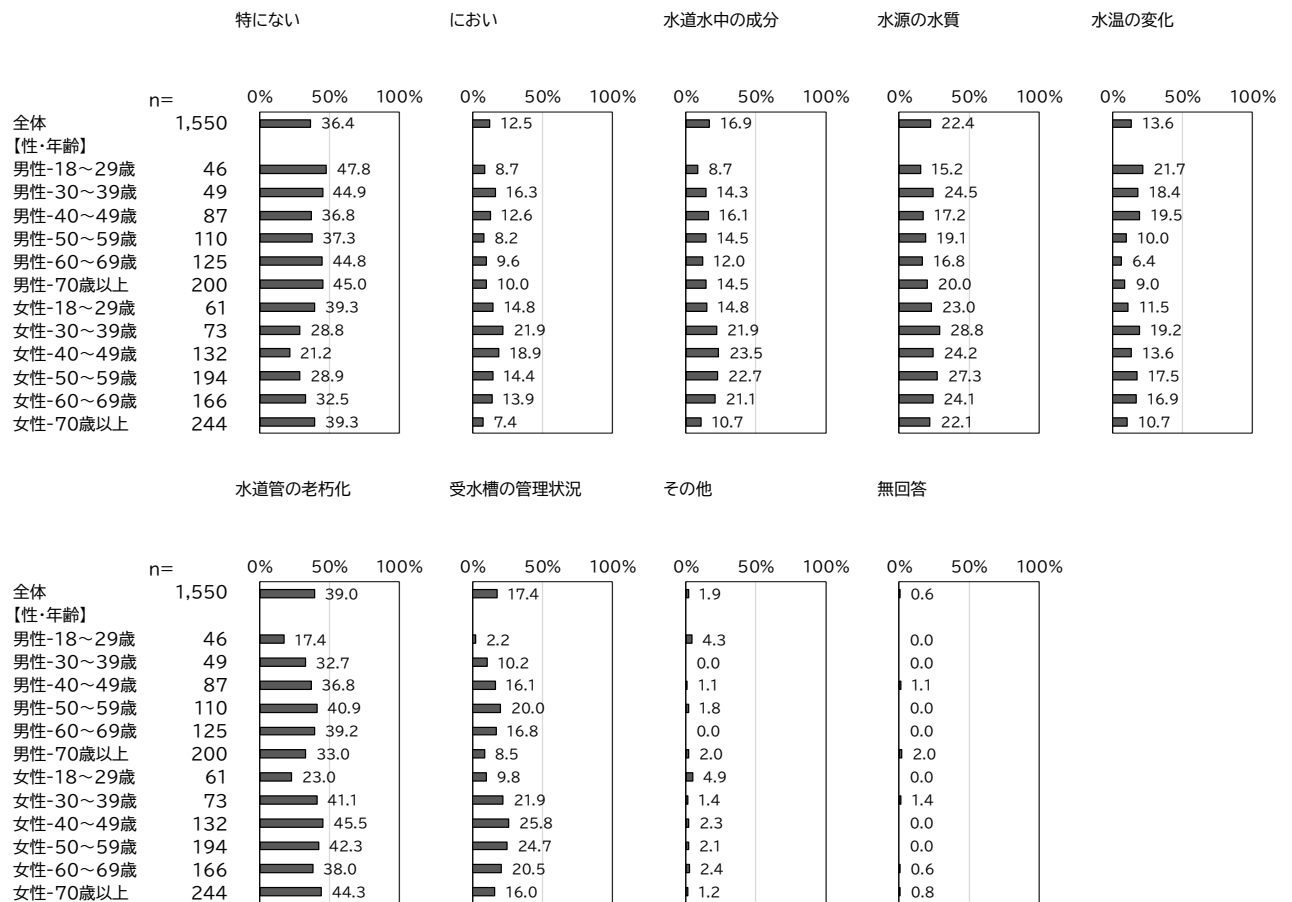 特にない におい 水道水中の成分 水源の水質 水温の変化
n= 0% 50% 100% 0% 50% 100% 0% 50% 100% 0% 50% 100% 0% 50% 100%
全体 1,550 36.4 12.5 16.9 22.4 13.6
【性・年齢】
男性-18～29歳 46 47.8 8.7 8.7 15.2 21.7
男性-30～39歳 49 44.9 16.3 14.3 24.5 18.4
男性-40～49歳 87 36.8 12.6 16.1 17.2 19.5
男性-50～59歳 110 37.3 8.2 14.5 19.1 10.0
男性-60～69歳 125 44.8 9.6 12.0 16.8 6.4
男性-70歳以上 200 45.0 10.0 14.5 20.0 9.0
女性-18～29歳 61 39.3 14.8 14.8 23.0 11.5
女性-30～39歳 73 28.8 21.9 21.9 28.8 19.2
女性-40～49歳 132 21.2 18.9 23.5 24.2 13.6
女性-50～59歳 194 28.9 14.4 22.7 27.3 17.5
女性-60～69歳 166 32.5 13.9 21.1 24.1 16.9
女性-70歳以上 244 39.3 7.4 10.7 22.1 10.7
水道管の老朽化 受水槽の管理状況 その他 無回答
n= 0% 50% 100% 0% 50% 100% 0% 50% 100% 0% 50% 100%
全体 1,550 39.0 17.4 1.9 0.6
【性・年齢】
男性-18～29歳 46 17.4 2.2 4.3 0.0
男性-30～39歳 49 32.7 10.2 0.0 0.0
男性-40～49歳 87 36.8 16.1 1.1 1.1
男性-50～59歳 110 40.9 20.0 1.8 0.0
男性-60～69歳 125 39.2 16.8 0.0 0.0
男性-70歳以上 200 33.0 8.5 2.0 2.0
女性-18～29歳 61 23.0 9.8 4.9 0.0
女性-30～39歳 73 41.1 21.9 1.4 1.4
女性-40～49歳 132 45.5 25.8 2.3 0.0
女性-50～59歳 194 42.3 24.7 2.1 0.0
女性-60～69歳 166 38.0 20.5 2.4 0.6
女性-70歳以上 244 44.3 16.0 1.2 0.8